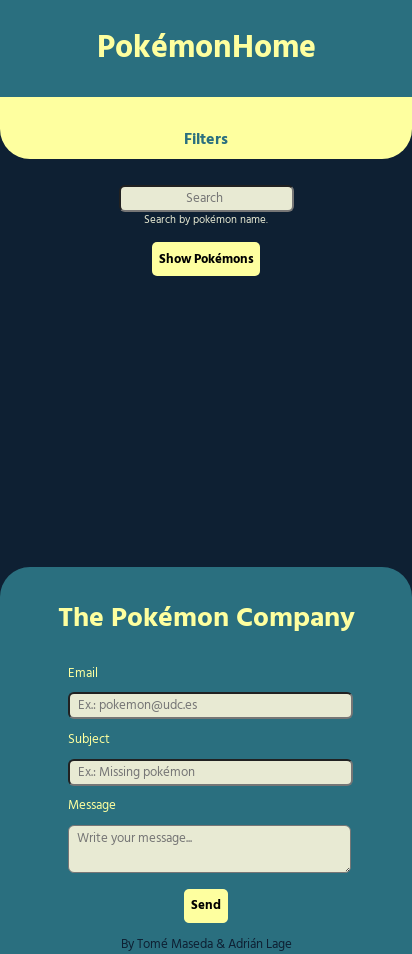 PokémonHome
Filters
Search
Search by pokémon name.
Show Pokémons
The Pokémon Company
Email
Ex.: pokemon@udc.es
Subject
Ex.: Missing pokémon
Message
Write your message...
Send
By Tomé Maseda & Adrián Lage